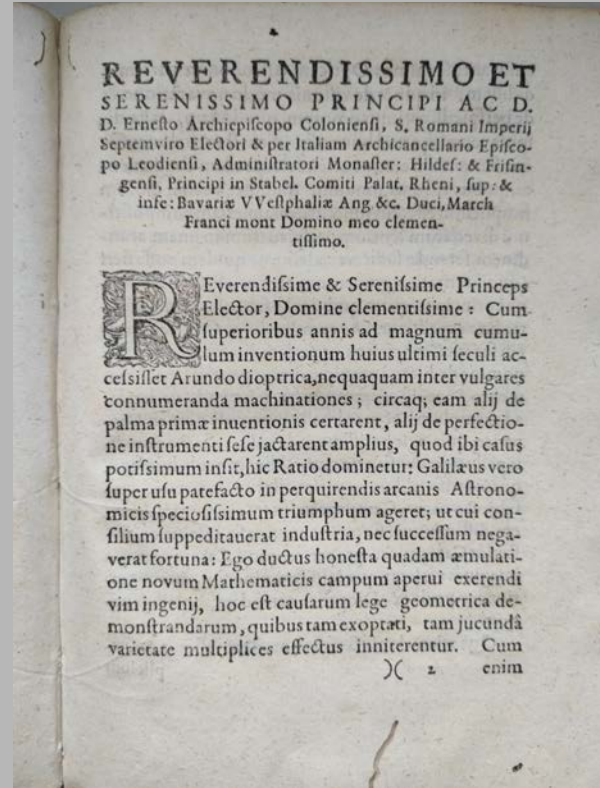 REVERENDISSIMO ET
SERENISSIMO PRINCIPI AC D.
D. Erneſto Archiepiſcopo Colonienſi, S. Romani Imperij
Septemviro Electori & per Italiam Archicancellario Epiſco-
po Leodienſi, Adminiſtratori Monaſter: Hildeſ: & Friſin-
genſi, Principi in Stabel. Comiti Palat. Rheni, ſup: &
infe: Bavariæ VVeſtphaliæ Ang &c. Duci, March
Franci mont Domino meo clemen-
tiſſimo.
REverendiſsime & Sereniſsime Princeps
Elector, Domine clementiſsime: Cum
ſuperioribus annis ad magnum cumu-
lum inventionum huius ultimi ſeculi ac-
ceſsiſſet Arundo dioptrica, nequaquam inter vulgares
connumeranda machinationes; circaq; eam alij de
palma primæ inuentionis certarent, alij de perfectio-
ne inſtrumenti ſeſe jactarent amplius, quod ibi caſus
potiſsimum inſit, hic Ratio dominetur: Galilæus vero
ſuper uſu patefacto in perquirendis arcanis Aſtrono-
micis ſpecioſiſsimum triumphum ageret; ut cui con-
ſilium ſuppeditauerat induſtria, nec ſucceſſum nega-
verat fortuna: Ego ductus honeſta quadam æmulati-
one novum Mathematicis campum aperui exerendi
vim ingenij, hoc eſt cauſarum lege geometrica de-
monſtrandarum, quibus tam exoptati, tam jucundâ
varietate multiplices effectus inniterentur. Cum
)( 2 enim